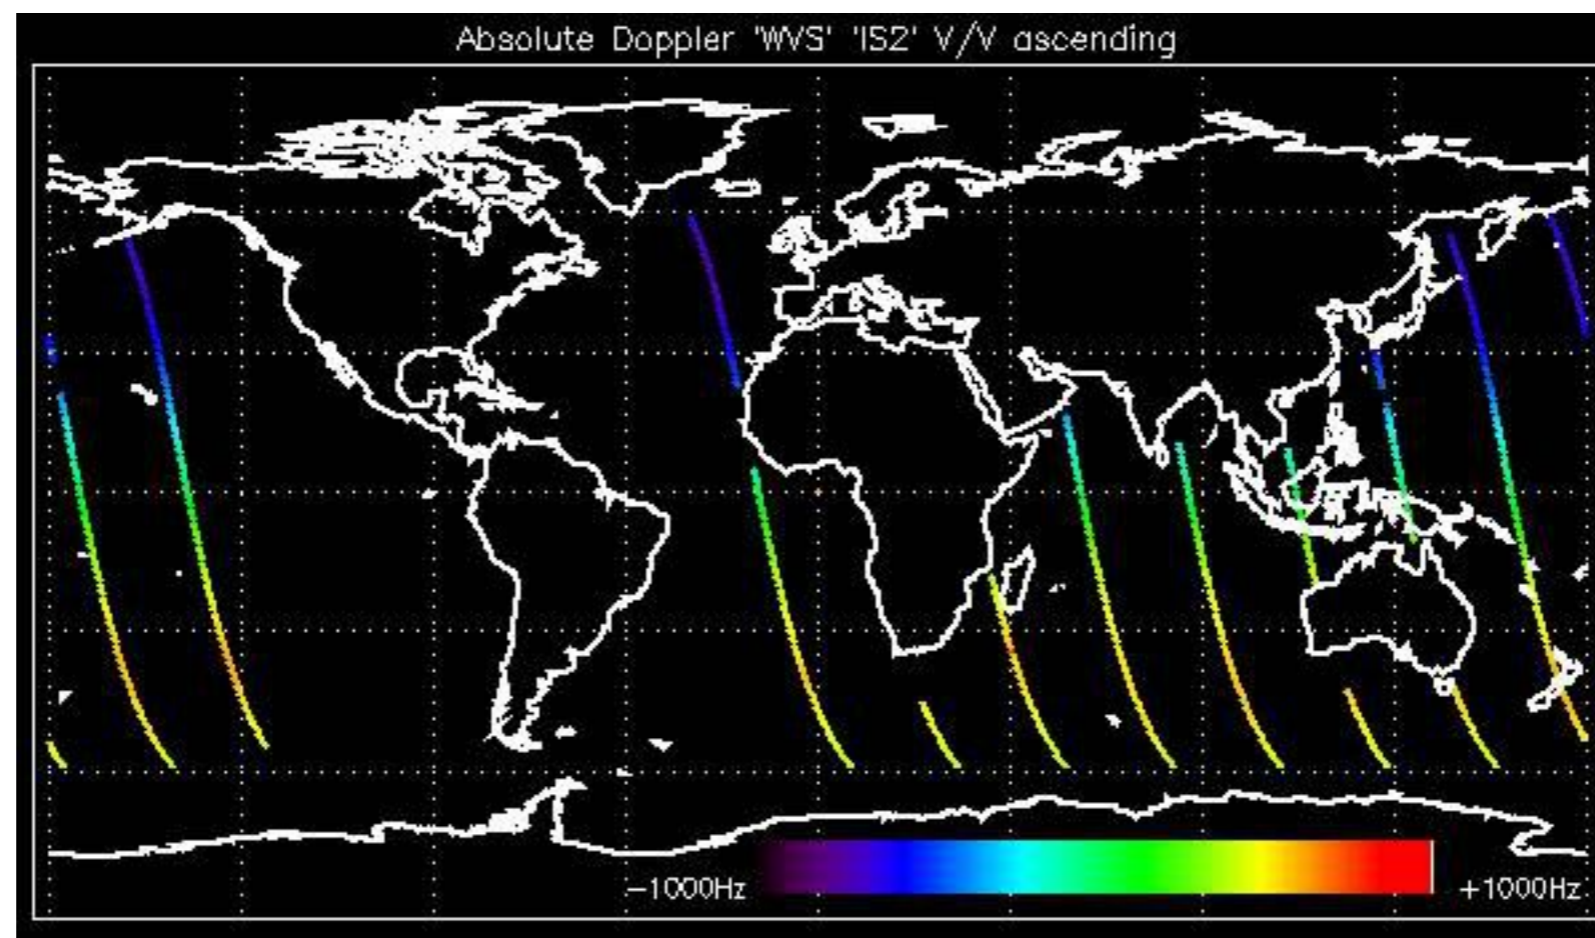 Absolute Doppler 'WVS' 'IS2' V/V ascending
−1000Hz +1000Hz